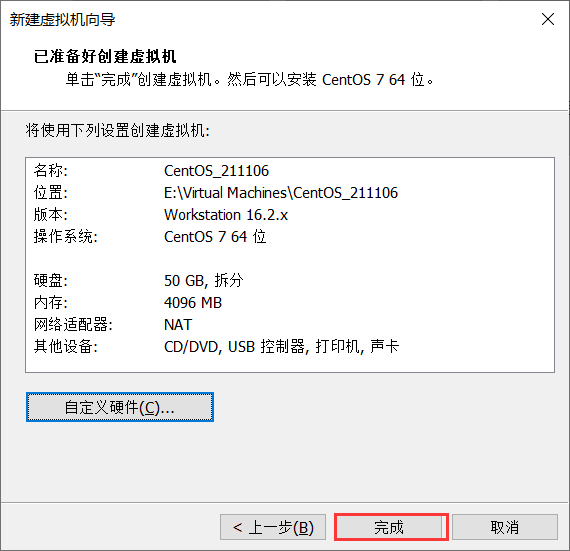 新建虚拟机向导
已准备好创建虚拟机
单击“完成”创建虚拟机。然后可以安装 CentOS 7 64 位。
将使用下列设置创建虚拟机:
名称: CentOS_211106
位置: E:\Virtual Machines\CentOS_211106
版本: Workstation 16.2.x
操作系统: CentOS 7 64 位
硬盘: 50 GB, 拆分
内存: 4096 MB
网络适配器: NAT
其他设备: CD/DVD, USB 控制器, 打印机, 声卡
自定义硬件(C)...
< 上一步(B) 完成 取消